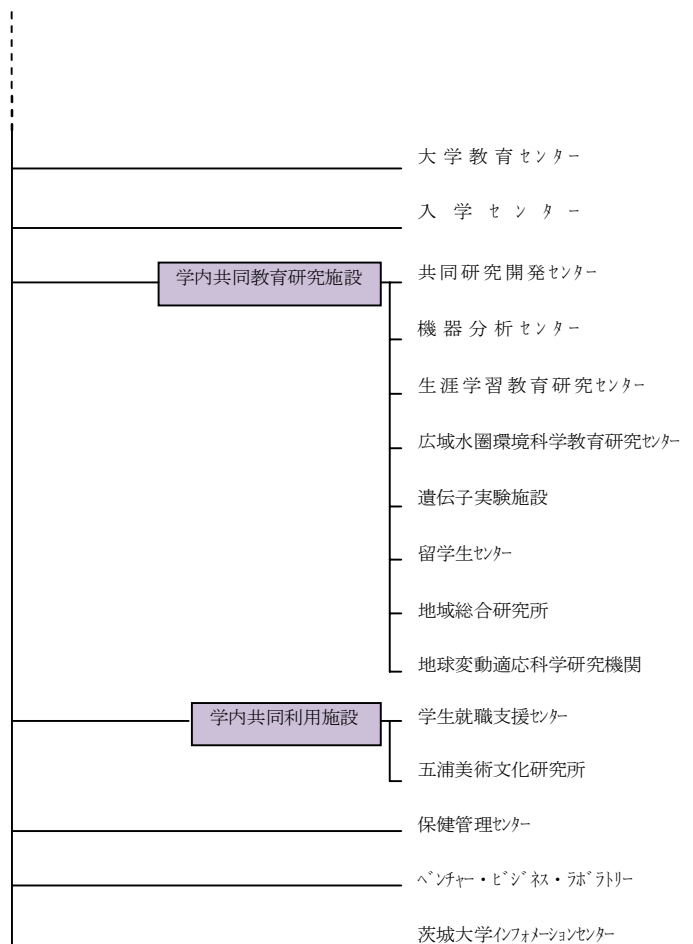 大学教育センター
入学センター
学内共同教育研究施設 共同研究開発センター
機器分析センター
生涯学習教育研究センター
広域水圏環境科学教育研究センター
遺伝子実験施設
留学生センター
地域総合研究所
地球変動適応科学研究機関
学内共同利用施設 学生就職支援センター
五浦美術文化研究所
保健管理センター
ベンチャー・ビジネス・ラボラトリー
茨城大学インフォメーションセンター